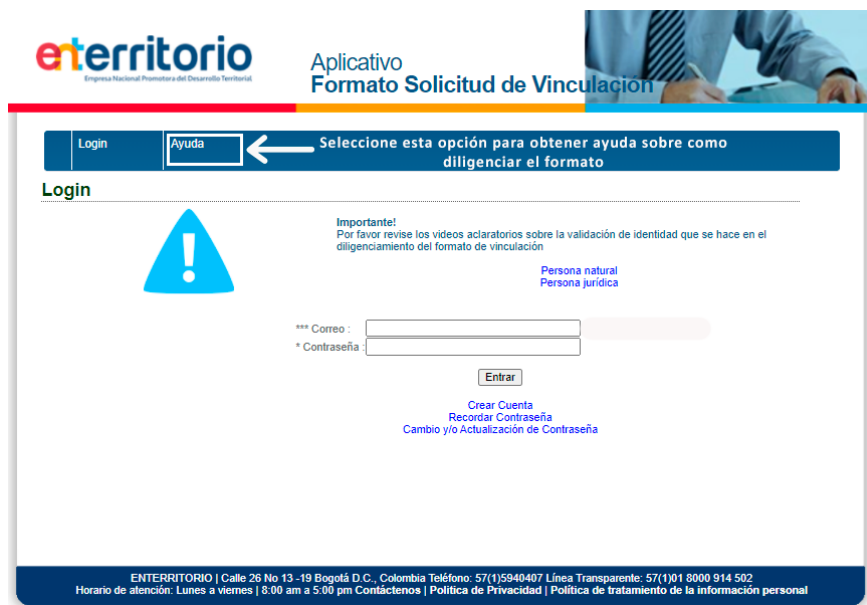 enterritorio
Empresa Nacional Promotora del Desarrollo Territorial
Aplicativo
Formato Solicitud de Vinculación
Login
Ayuda
Seleccione esta opción para obtener ayuda sobre como
diligenciar el formato
Login
Importante!
Por favor revise los videos aclaratorios sobre la validación de identidad que se hace en el
diligenciamiento del formato de vinculación
Persona natural
Persona jurídica
*** Correo :
* Contraseña :
Entrar
Crear Cuenta
Recordar Contraseña
Cambio y/o Actualización de Contraseña
ENTERRITORIO | Calle 26 No 13 -19 Bogotá D.C., Colombia Teléfono: 57(1)5940407 Línea Transparente: 57(1)01 8000 914 502
Horario de atención: Lunes a viernes | 8:00 am a 5:00 pm Contáctenos | Politica de Privacidad | Política de tratamiento de la información personal